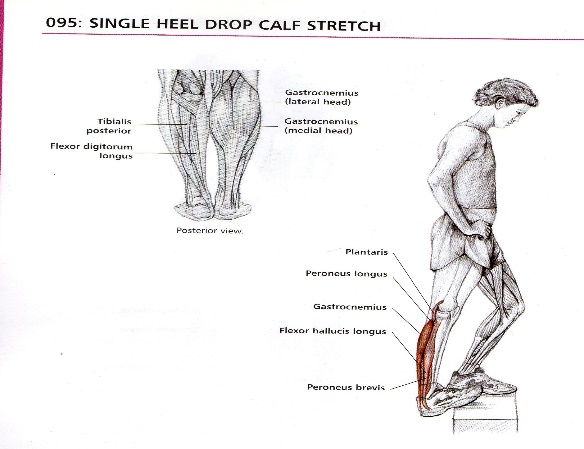 095: SINGLE HEEL DROP CALF STRETCH
Gastrocnemius
(lateral head)
Tibialis
posterior
Gastrocnemius
(medial head)
Flexor digitorum
longus
Posterior view.
Plantaris
Peroneus longus
Gastrocnemius
Flexor hallucis longus
Peroneus brevis